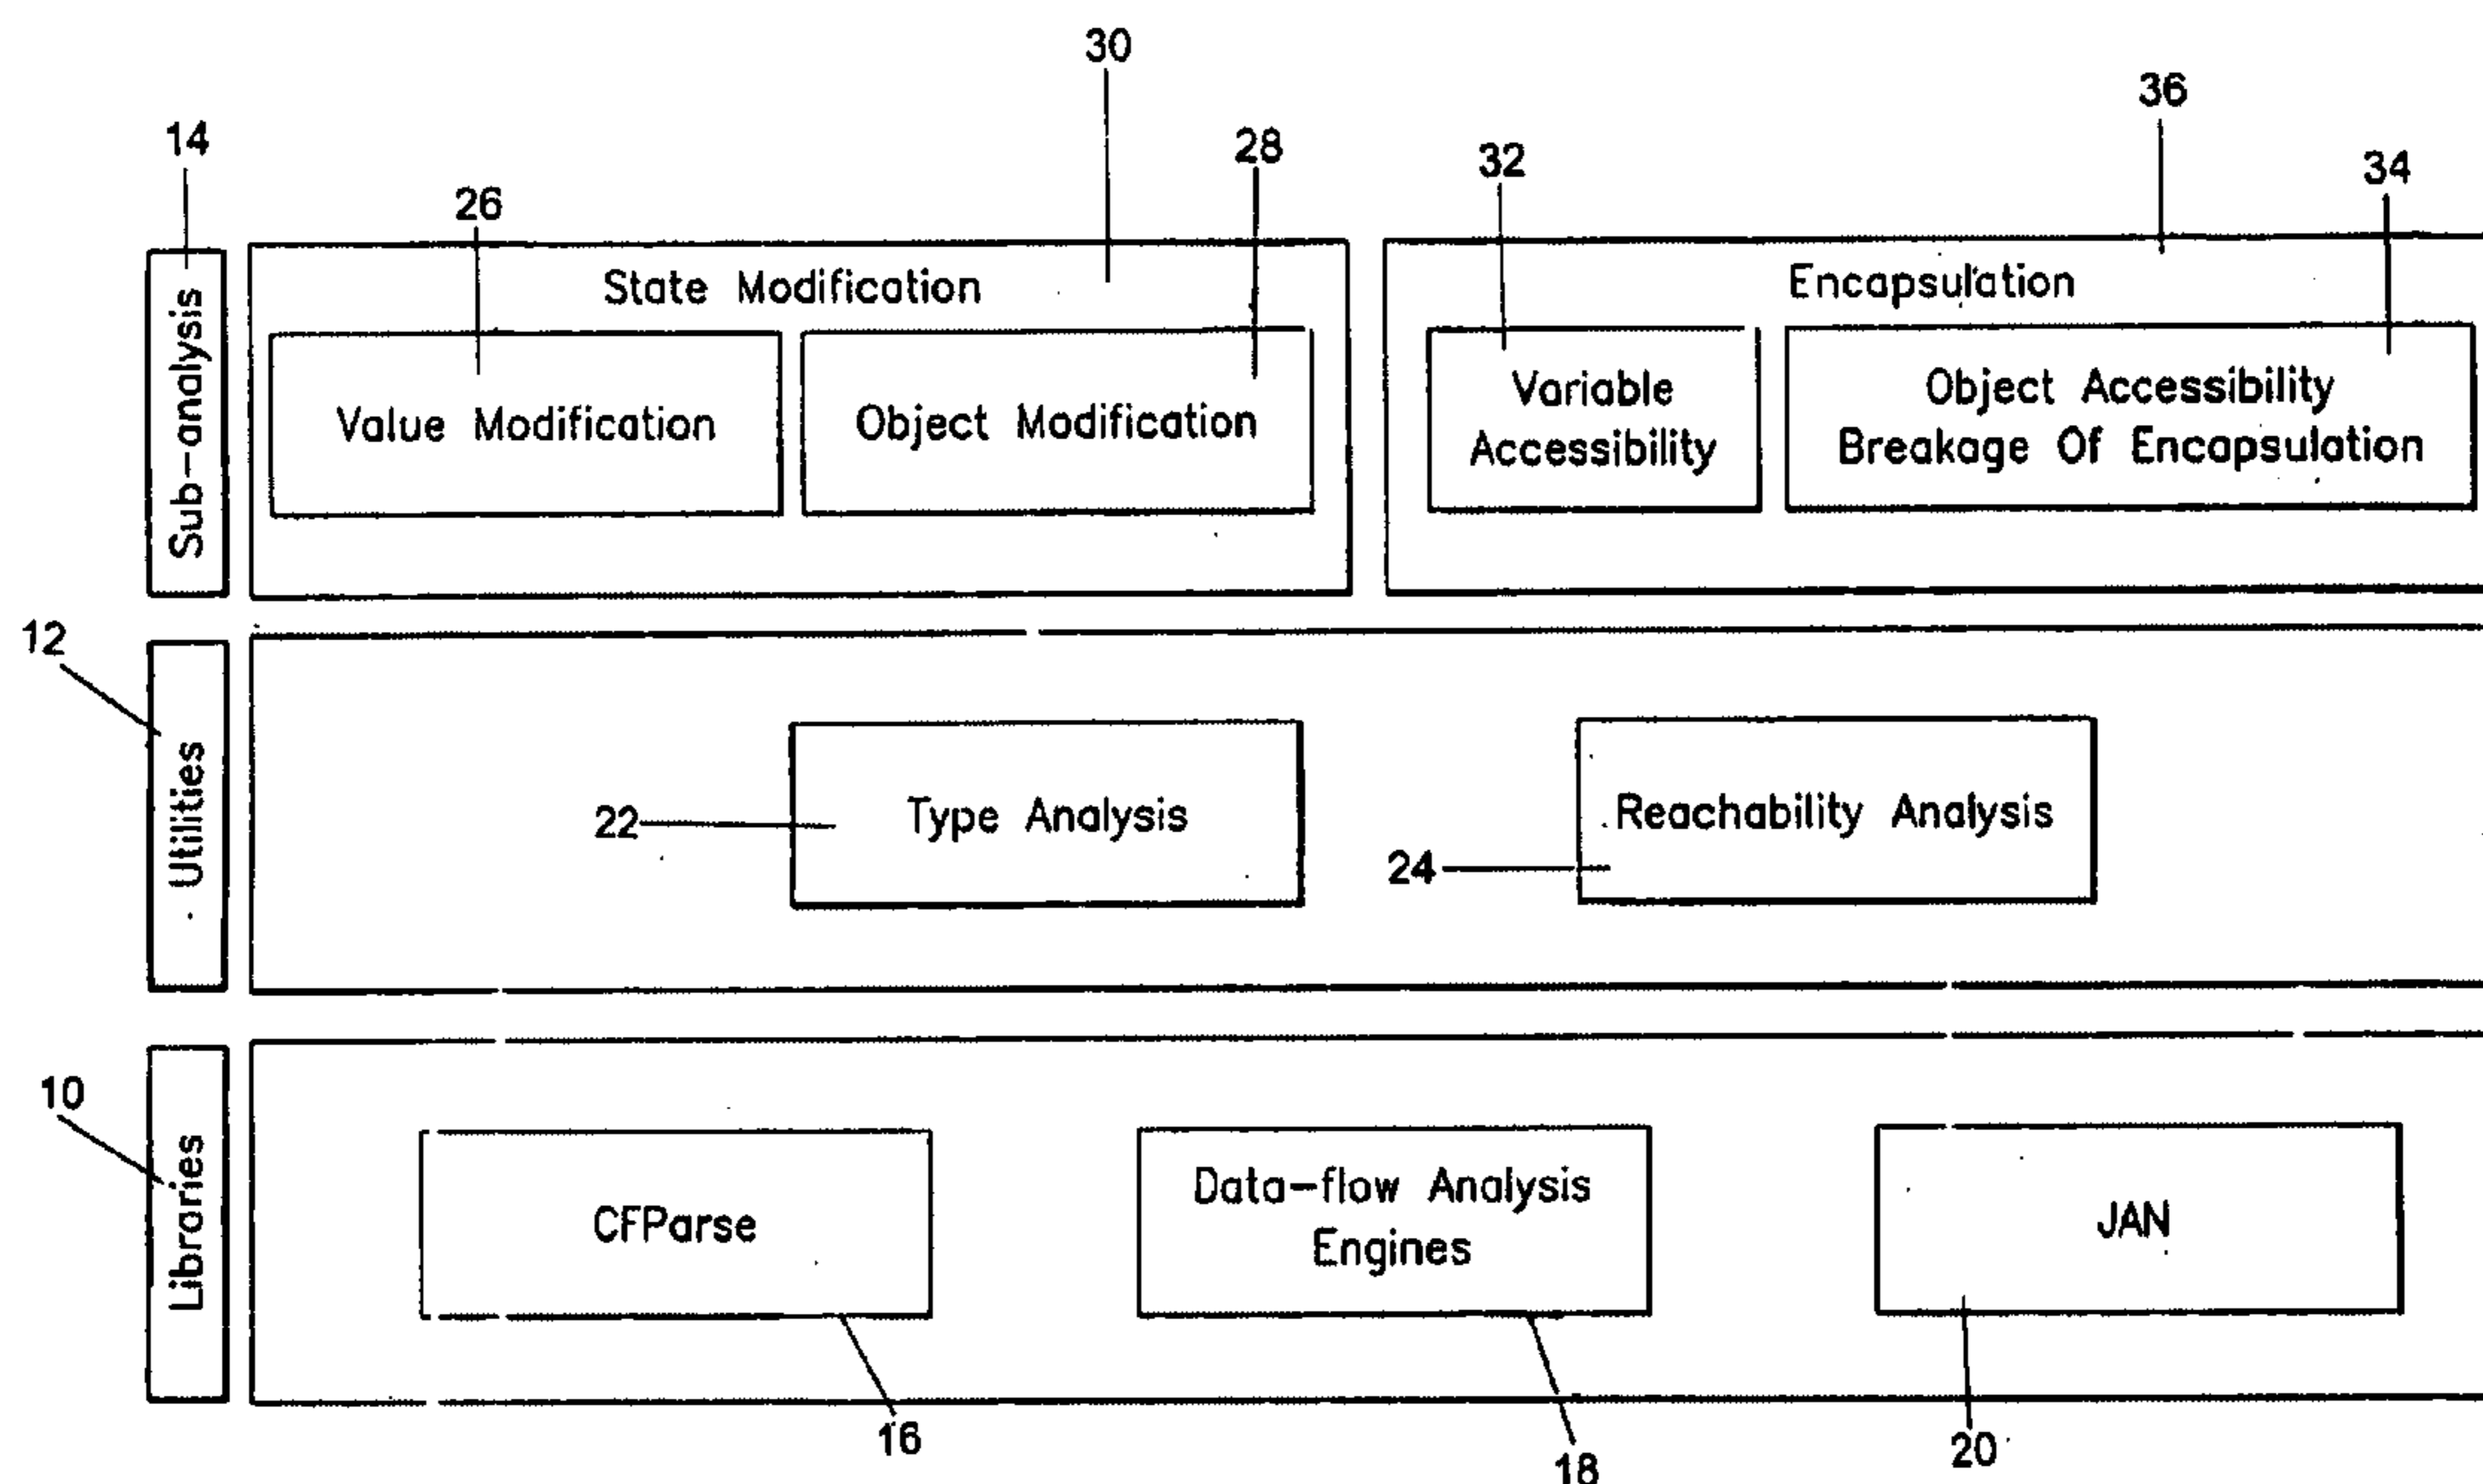 30
36
14
28
32
34
26
State Modification
Encapsulation
Sub-analysis
Value Modification
Object Modification
Variable
Accessibility
Object Accessibility
Breakage Of Encapsulation
12
Utilities
22
Type Analysis
Reachability Analysis
24
10
Libraries
CFParse
Data-flow Analysis
Engines
JAN
16
18
20